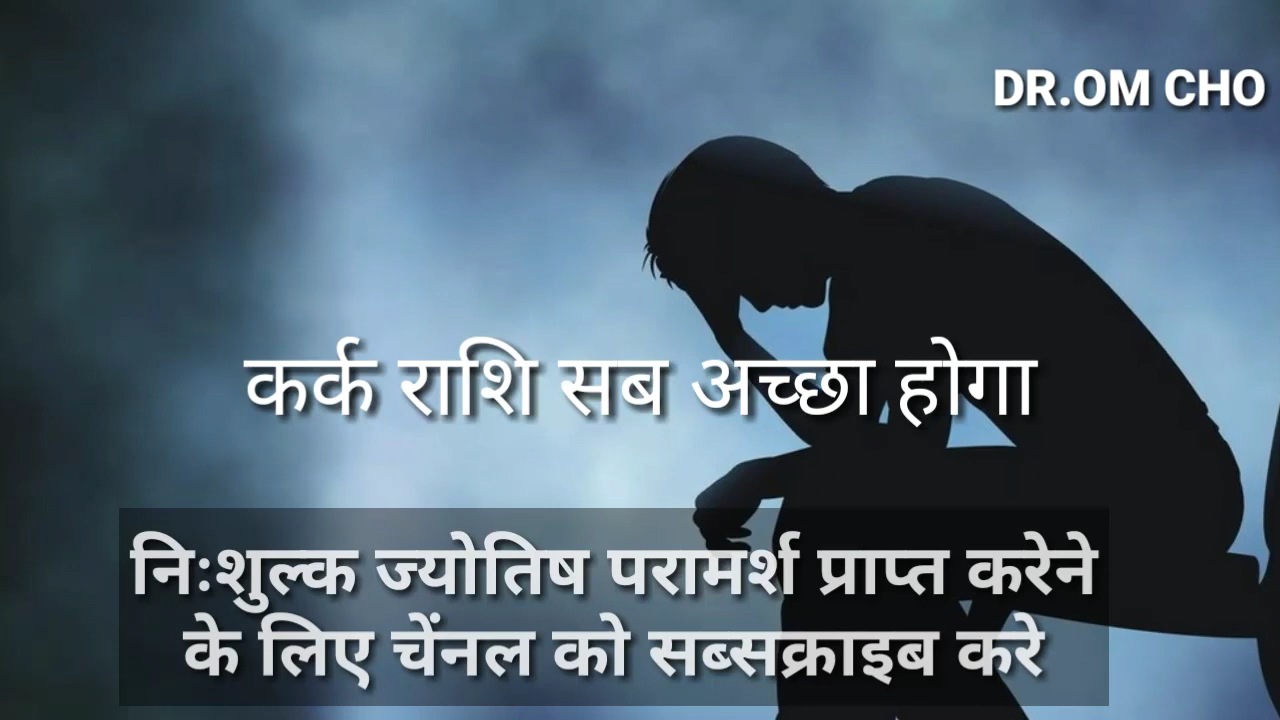 DR.OM CHO
कर्क राशि सब अच्छा होगा
निःशुल्क ज्योतिष परामर्श प्राप्त करेने
के लिए चेंनल को सब्सक्राइब करे